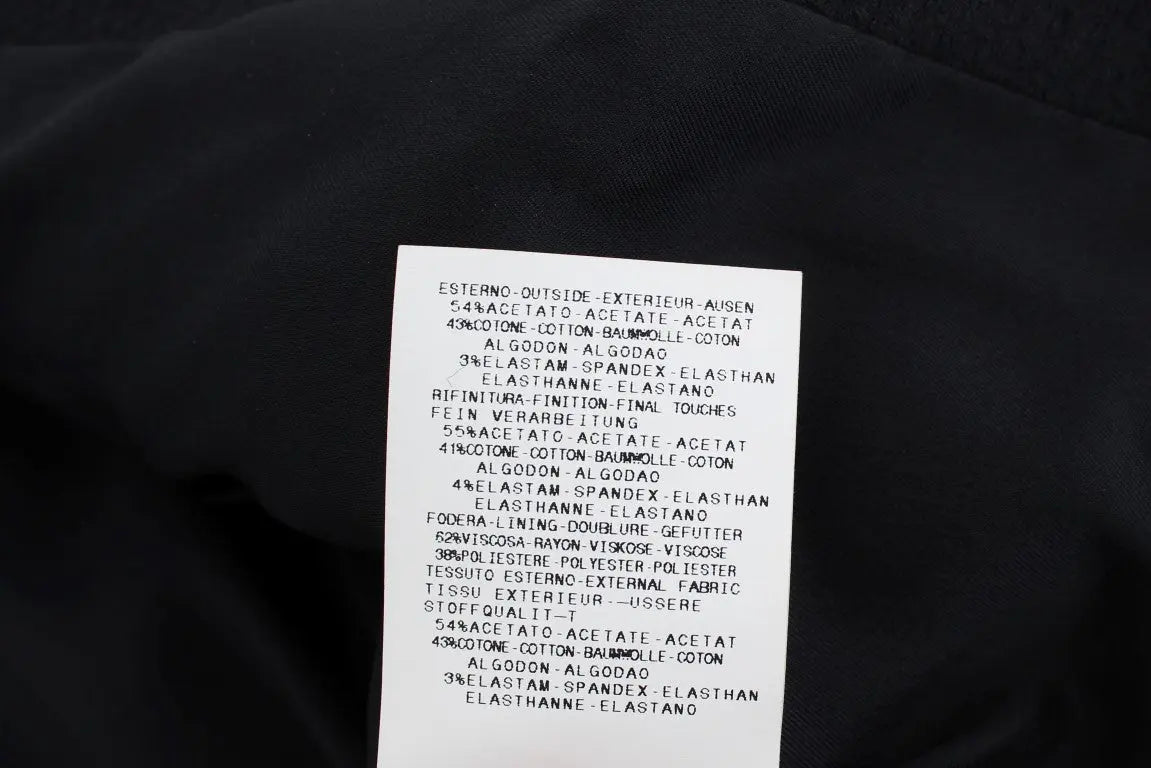 ESTERNO-OUTSIDE-EXTERIEUR-AUSEN
54%ACETATO-ACETATE-ACETAT
43%COTONE-COTTON-BAUMWOLLE-COTON
ALGODON-ALGODAO
3%ELASTAM-SPANDEX-ELASTHAN
ELASTHANNE-ELASTANO
RIFINITURA-FINITION-FINAL TOUCHES
FEIN VERARBEITUNG
55%ACETATO-ACETATE-ACETAT
41%COTONE-COTTON-BAUMWOLLE-COTON
ALGODON-ALGODAO
4%ELASTAM-SPANDEX-ELASTHAN
ELASTHANNE-ELASTANO
FODERA-LINING-DOUBLURE-GEFUTTER
62%VISCOSA-RAYON-VISKOSE-VISCOSE
38%POLIESTERE-POLYESTER-POLIESTER
TESSUTO ESTERNO-EXTERNAL FABRIC
TISSU EXTERIEUR-—USSERE
STOFFQUALIT—T
54%ACETATO-ACETATE-ACETAT
43%COTONE-COTTON-BAUMWOLLE-COTON
ALGODON-ALGODAO
3%ELASTAM-SPANDEX-ELASTHAN
ELASTHANNE-ELASTANO